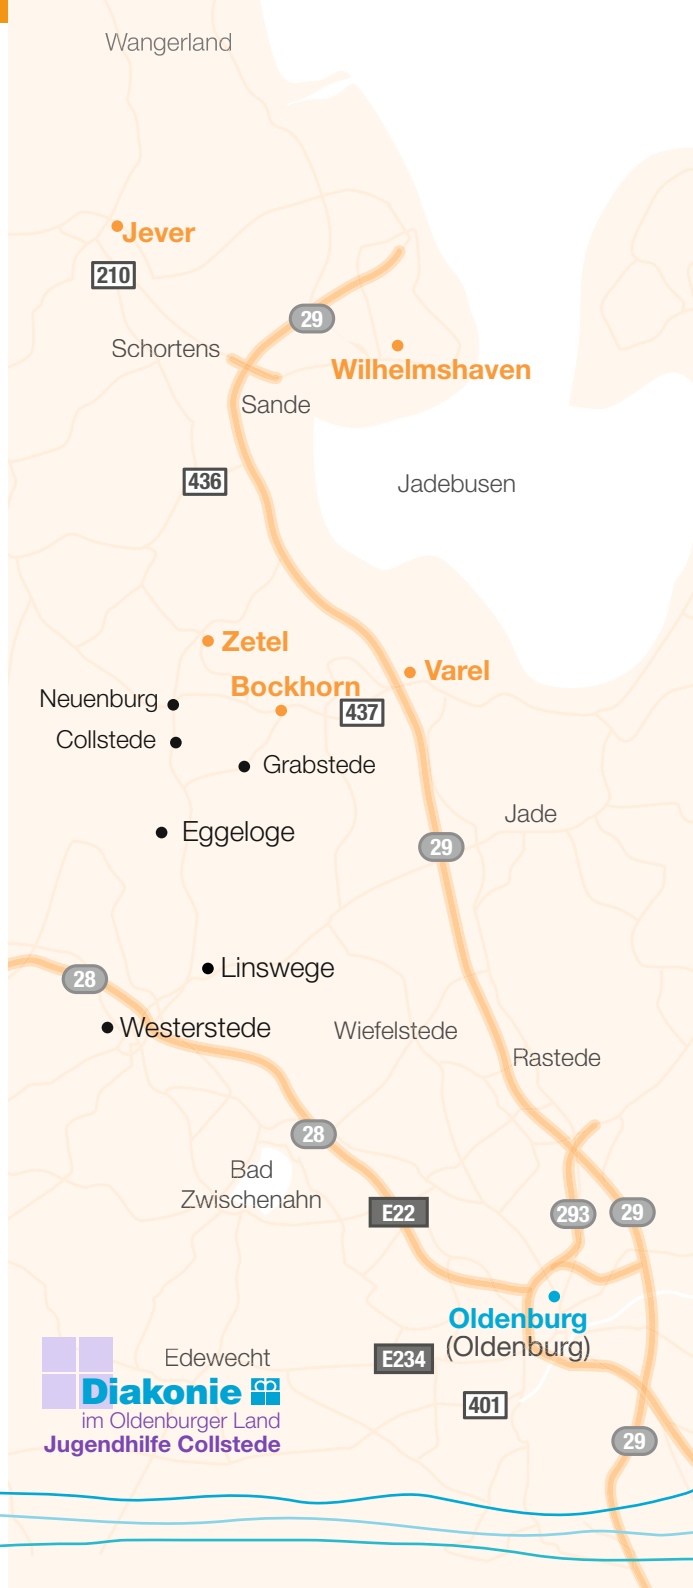 Wangerland
Jever
210
29
Schortens
Wilhelmshaven
Sande
436
Jadebusen
Zetel
Varel
Bockhorn
Neuenburg
437
Collstede
Grabstede
Jade
Eggeloge
29
Linswege
28
Westerstede
Wiefelstede
Rastede
28
Bad
Zwischenahn
E22
293
29
Oldenburg
(Oldenburg)
Edewecht
E234
Diakonie
401
im Oldenburger Land
Jugendhilfe Collstede
29